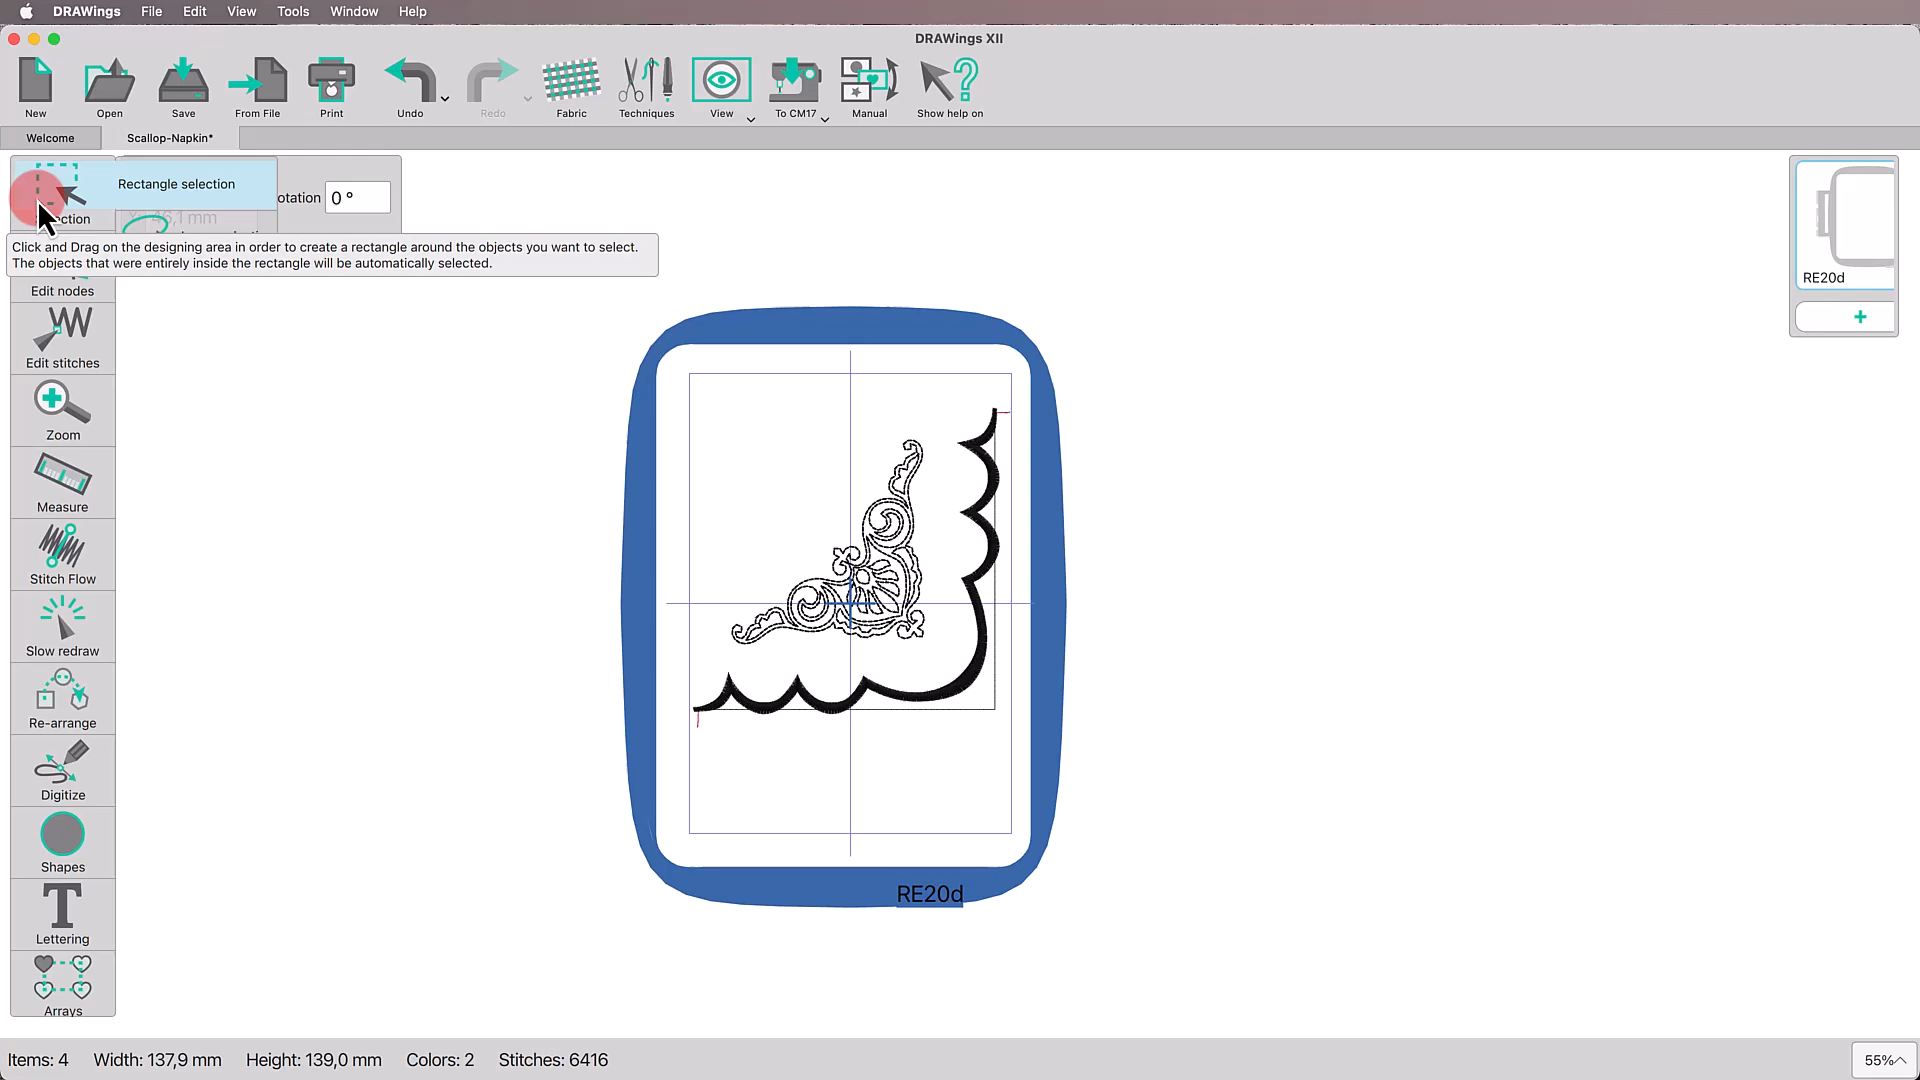 DRAWings File Edit View Tools Window Help
DRAWings XII
New Open Save From File Print Undo Redo Fabric Techniques View To CM17 Manual Show help on
Welcome Scallop-Napkin*
Rectangle selection
otation 0 °
ection
46,1 mm
Click and Drag on the designing area in order to create a rectangle around the objects you want to select.
The objects that were entirely inside the rectangle will be automatically selected.
Edit nodes
RE20d
+
Edit stitches
Zoom
Measure
Stitch Flow
Slow redraw
Re-arrange
Digitize
Shapes
RE20d
Lettering
Arrays
Items: 4 Width: 137,9 mm Height: 139,0 mm Colors: 2 Stitches: 6416
55%